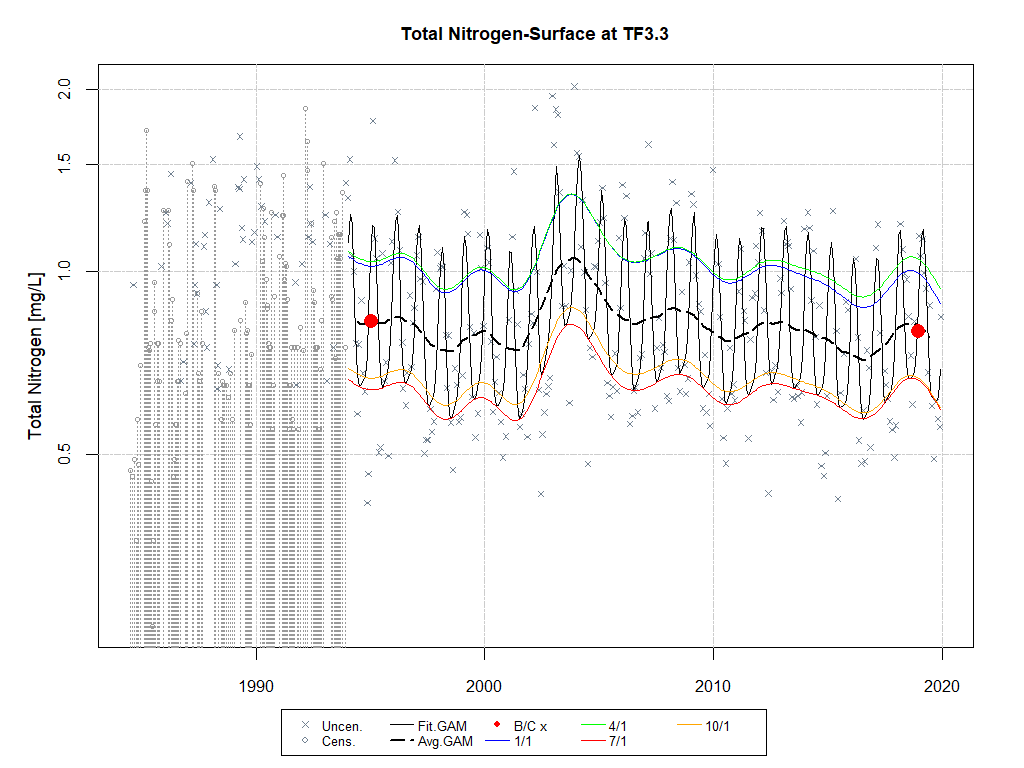 Total Nitrogen-Surface at TF3.3
Total Nitrogen [mg/L]
2.0
1.5
1.0
0.5
1990 2000 2010 2020
Uncen. Fit.GAM B/C x 4/1 10/1
Cens. Avg.GAM 1/1 7/1